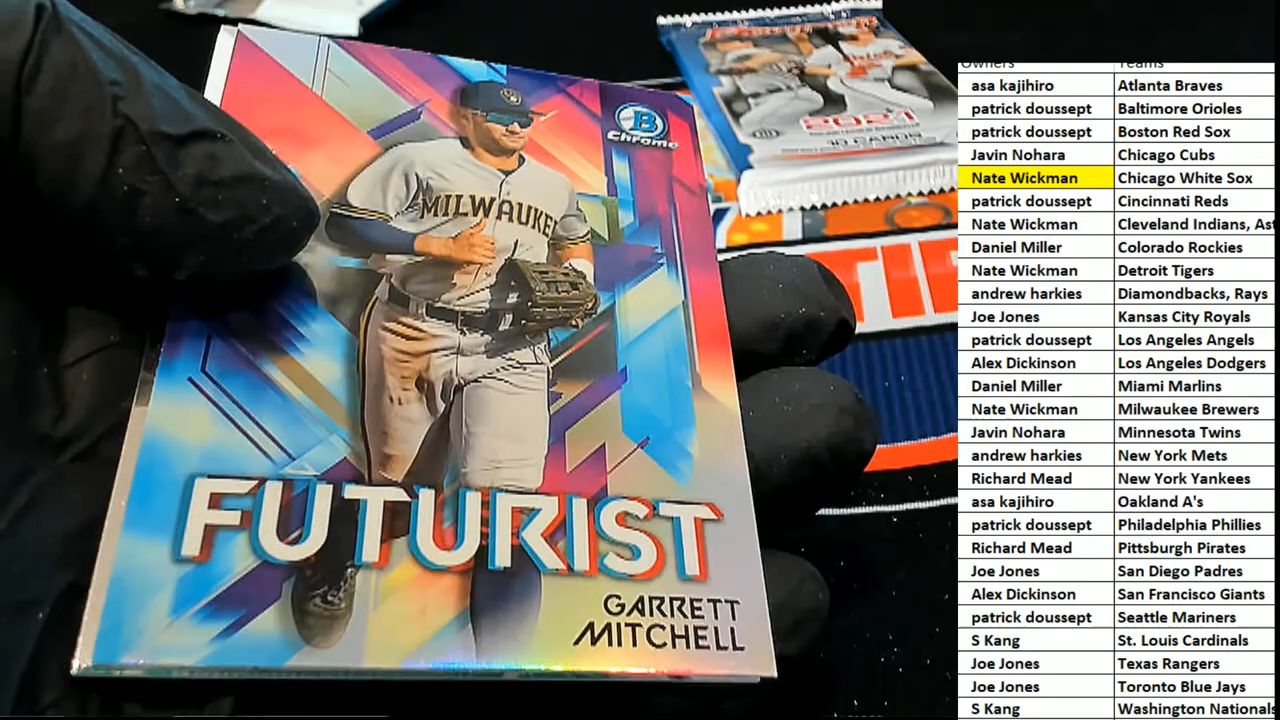 B
Chrome
MILWAUKE
FUTURIST
GARRETT
MITCHELL
2021
10 CARDS
Owners Teams
asa kajihiro Atlanta Braves
patrick doussept Baltimore Orioles
patrick doussept Boston Red Sox
Javin Nohara Chicago Cubs
Nate Wickman Chicago White Sox
patrick doussept Cincinnati Reds
Nate Wickman Cleveland Indians, Ast
Daniel Miller Colorado Rockies
Nate Wickman Detroit Tigers
andrew harkies Diamondbacks, Rays
Joe Jones Kansas City Royals
patrick doussept Los Angeles Angels
Alex Dickinson Los Angeles Dodgers
Daniel Miller Miami Marlins
Nate Wickman Milwaukee Brewers
Javin Nohara Minnesota Twins
andrew harkies New York Mets
Richard Mead New York Yankees
asa kajihiro Oakland A's
patrick doussept Philadelphia Phillies
Richard Mead Pittsburgh Pirates
Joe Jones San Diego Padres
Alex Dickinson San Francisco Giants
patrick doussept Seattle Mariners
S Kang St. Louis Cardinals
Joe Jones Texas Rangers
Joe Jones Toronto Blue Jays
S Kang Washington Nationals